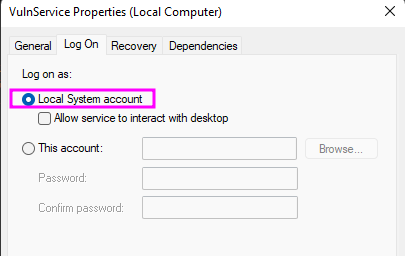 VulnService Properties (Local Computer)
General Log On Recovery Dependencies
Log on as:
Local System account
Allow service to interact with desktop
This account:
Browse...
Password:
Confirm password: